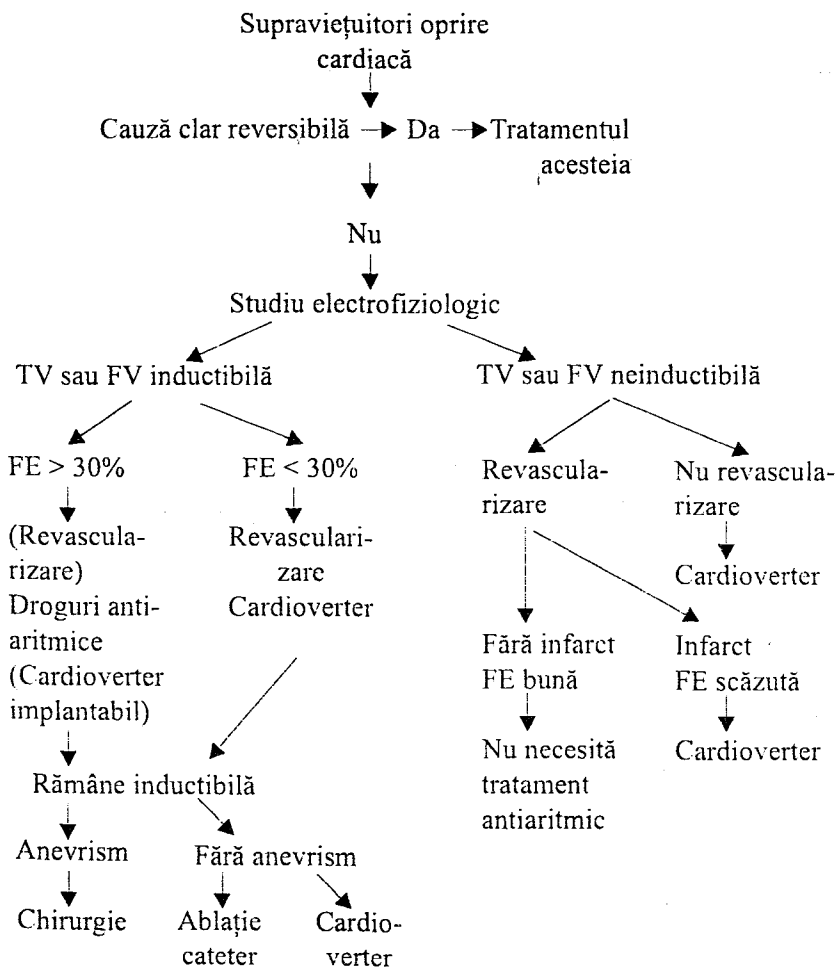 Supraviețuitori oprire
cardiacă
Cauză clar reversibilă Da Tratamentul
acesteia
Nu
Studiu electrofiziologic
TV sau FV inductibilă TV sau FV neinductibilă
FE > 30% FE < 30% Revascula- Nu revascula-
rizare rizare
(Revascula- Revasculari-
rizare) zare Cardioverter
Droguri anti- Cardioverter
aritmice Fără infarct Infarct
(Cardioverter FE bună FE scăzută
implantabil)
Nu necesită Cardioverter
Rămâne inductibilă tratament
antiaritmic
Anevrism Fără anevrism
Chirurgie Ablație Cardio-
cateter verter